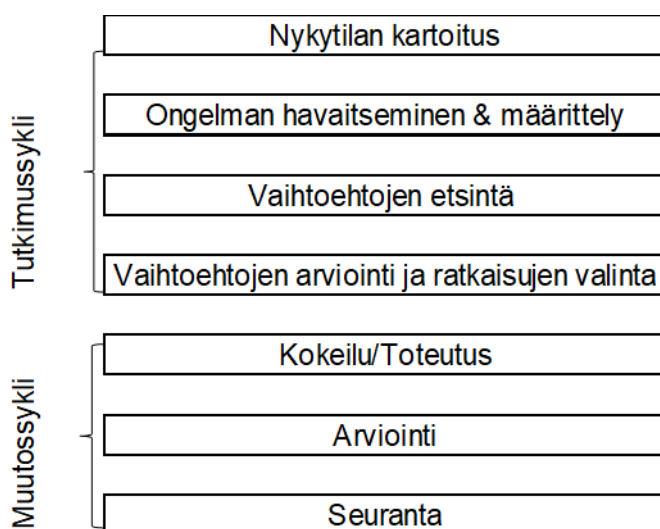 Tutkimussykli
Nykytilan kartoitus
Ongelman havaitseminen & määrittely
Vaihtoehtojen etsintä
Vaihtoehtojen arviointi ja ratkaisujen valinta
Muutossykli
Kokeilu/Toteutus
Arviointi
Seuranta